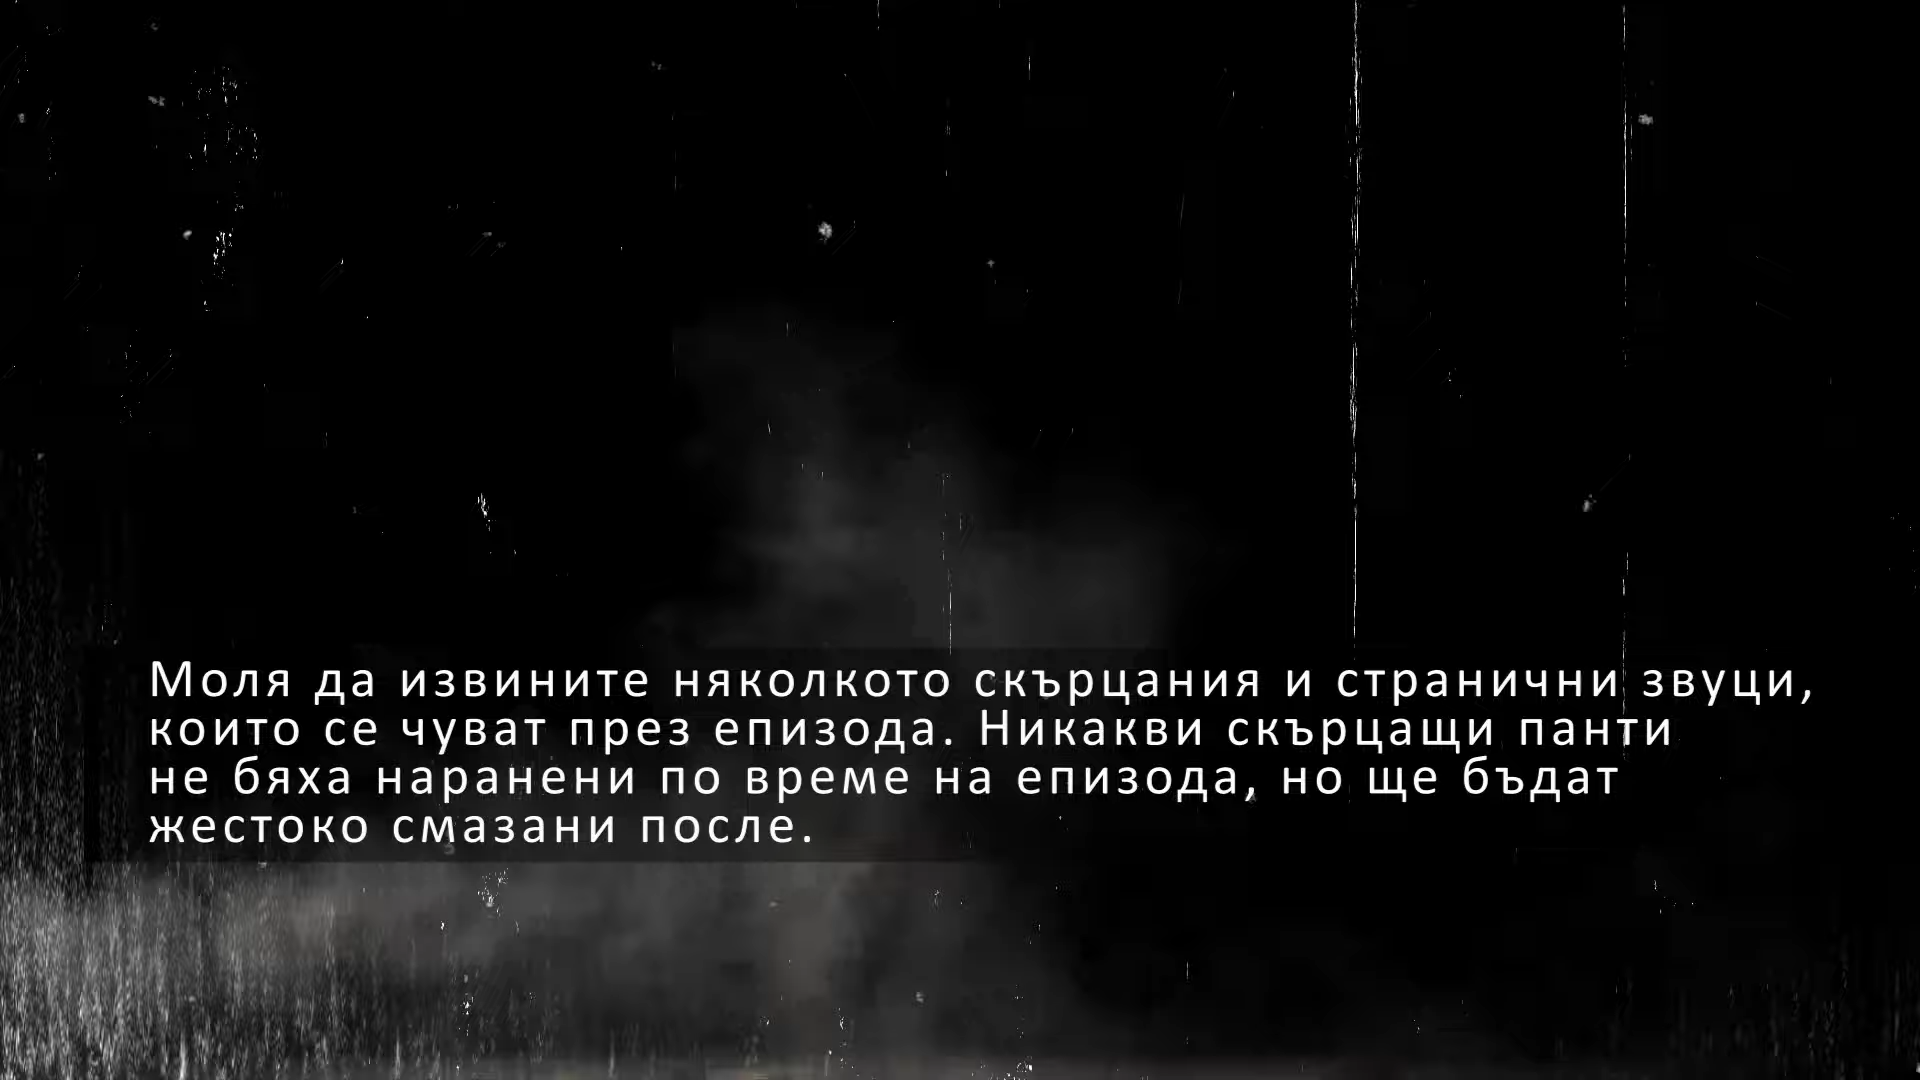 Моля да извините няколкото скърцания и странични звуци,
които се чуват през епизода. Никакви скърцащи панти
не бяха наранени по време на епизода, но ще бъдат
жестоко смазани после.